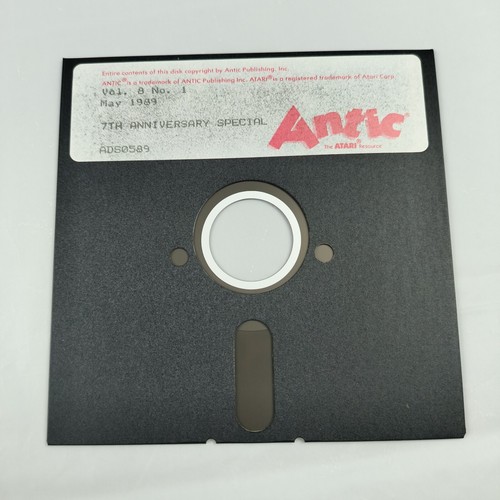 Entire contents of this disk copyright by Antic Publishing, Inc.
ANTIC® is a trademark of ANTIC Publishing Inc. ATARI® is a registered trademark of Atari Corp.
Vol. 8 No. 1
May 1989
7TH ANNIVERSARY SPECIAL
Antic®
The ATARI Resource
ADS0589